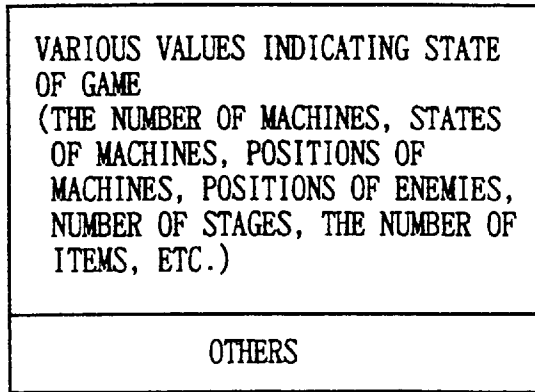 VARIOUS VALUES INDICATING STATE
OF GAME
(THE NUMBER OF MACHINES, STATES
OF MACHINES, POSITIONS OF
MACHINES, POSITIONS OF ENEMIES,
NUMBER OF STAGES, THE NUMBER OF
ITEMS, ETC.)
OTHERS